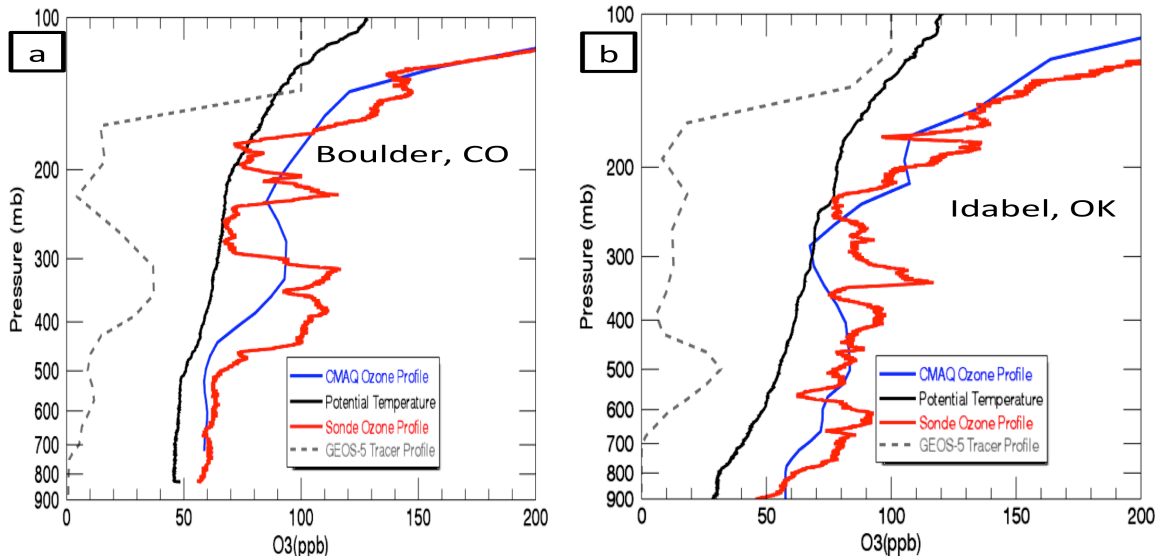 a
100
200
300
400
500
600
700
800
900
Pressure (mb)
0
50
100
150
200
O3(ppb)
Boulder, CO
CMAQ Ozone Profile
Potential Temperature
Sonde Ozone Profile
GEOS-5 Tracer Profile
b
100
200
300
400
500
600
700
800
900
Pressure (mb)
0
50
100
150
200
O3(ppb)
Idabel, OK
CMAQ Ozone Profile
Potential Temperature
Sonde Ozone Profile
GEOS-5 Tracer Profile